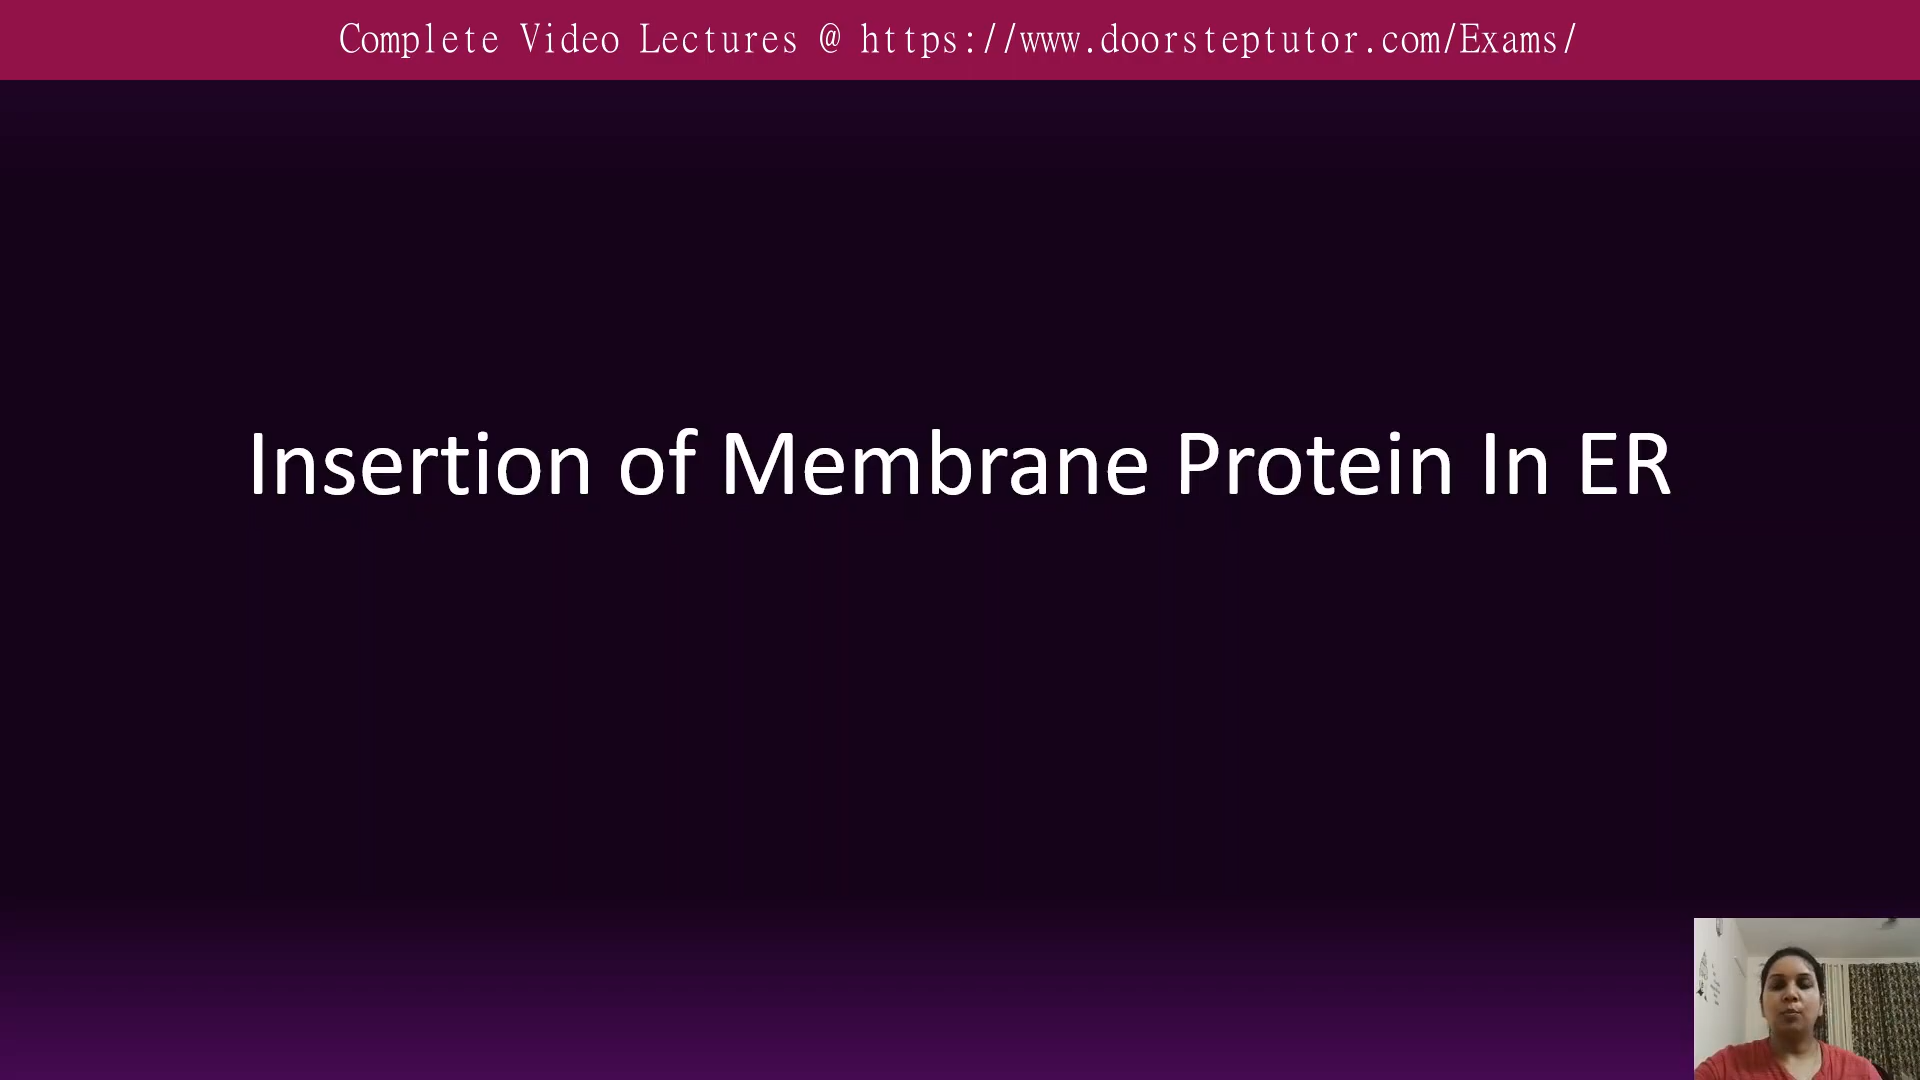 Complete Video Lectures @ https://www.doorsteptutor.com/Exams/
Insertion of Membrane Protein In ER